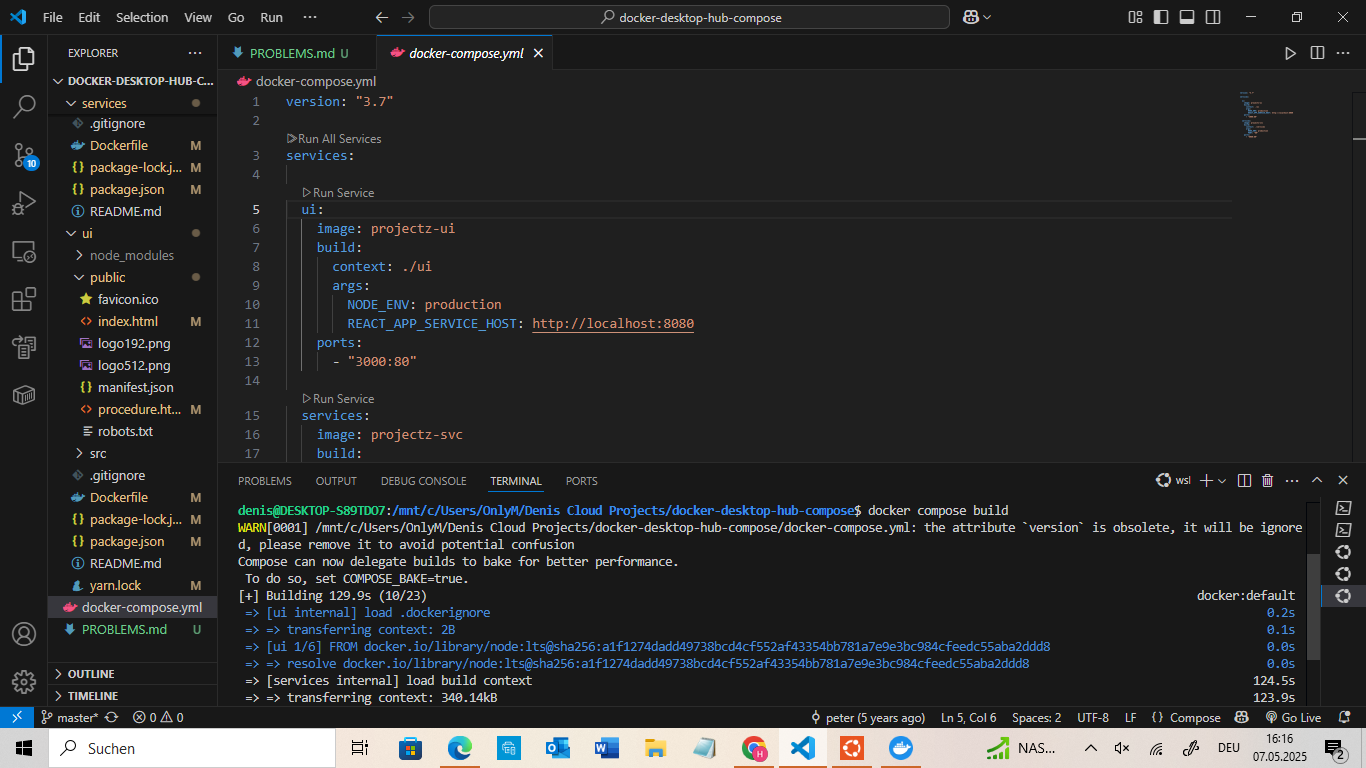 File Edit Selection View Go Run ··· docker-desktop-hub-compose
EXPLORER ···
DOCKER-DESKTOP-HUB-C...
services
.gitignore
Dockerfile M
package-lock.j... M
package.json M
README.md
ui
node_modules
public
favicon.ico
index.html M
logo192.png
logo512.png
manifest.json
procedure.ht... M
robots.txt
src
.gitignore
Dockerfile M
package-lock.j... M
package.json M
README.md
yarn.lock M
docker-compose.yml
PROBLEMS.md U
OUTLINE
TIMELINE
10
PROBLEMS.md U docker-compose.yml
docker-compose.yml
1 version: "3.7"
2
Run All Services
3 services:
4
Run Service
5 ui:
6 image: projectz-ui
7 build:
8 context: ./ui
9 args:
10 NODE_ENV: production
11 REACT_APP_SERVICE_HOST: http://localhost:8080
12 ports:
13 - "3000:80"
14
Run Service
15 services:
16 image: projectz-svc
17 build:
PROBLEMS OUTPUT DEBUG CONSOLE TERMINAL PORTS wsl
denis@DESKTOP-S89TDO7:/mnt/c/Users/OnlyM/Denis Cloud Projects/docker-desktop-hub-compose$ docker compose build
WARN[0001] /mnt/c/Users/OnlyM/Denis Cloud Projects/docker-desktop-hub-compose/docker-compose.yml: the attribute `version` is obsolete, it will be ignore
d, please remove it to avoid potential confusion
Compose can now delegate builds to bake for better performance.
To do so, set COMPOSE_BAKE=true.
[+] Building 129.9s (10/23) docker:default
=> [ui internal] load .dockerignore 0.2s
=> => transferring context: 2B 0.1s
=> [ui 1/6] FROM docker.io/library/node:lts@sha256:a1f1274dadd49738bcd4cf552af43354bb781a7e9e3bc984cfeedc55aba2ddd8 0.0s
=> => resolve docker.io/library/node:lts@sha256:a1f1274dadd49738bcd4cf552af43354bb781a7e9e3bc984cfeedc55aba2ddd8 0.0s
=> [services internal] load build context 124.5s
=> => transferring context: 340.14kB 123.9s
master* 0 0 peter (5 years ago) Ln 5, Col 6 Spaces: 2 UTF-8 LF {} Compose Go Live
Suchen NAS... DEU 16:16
07.05.2025 2